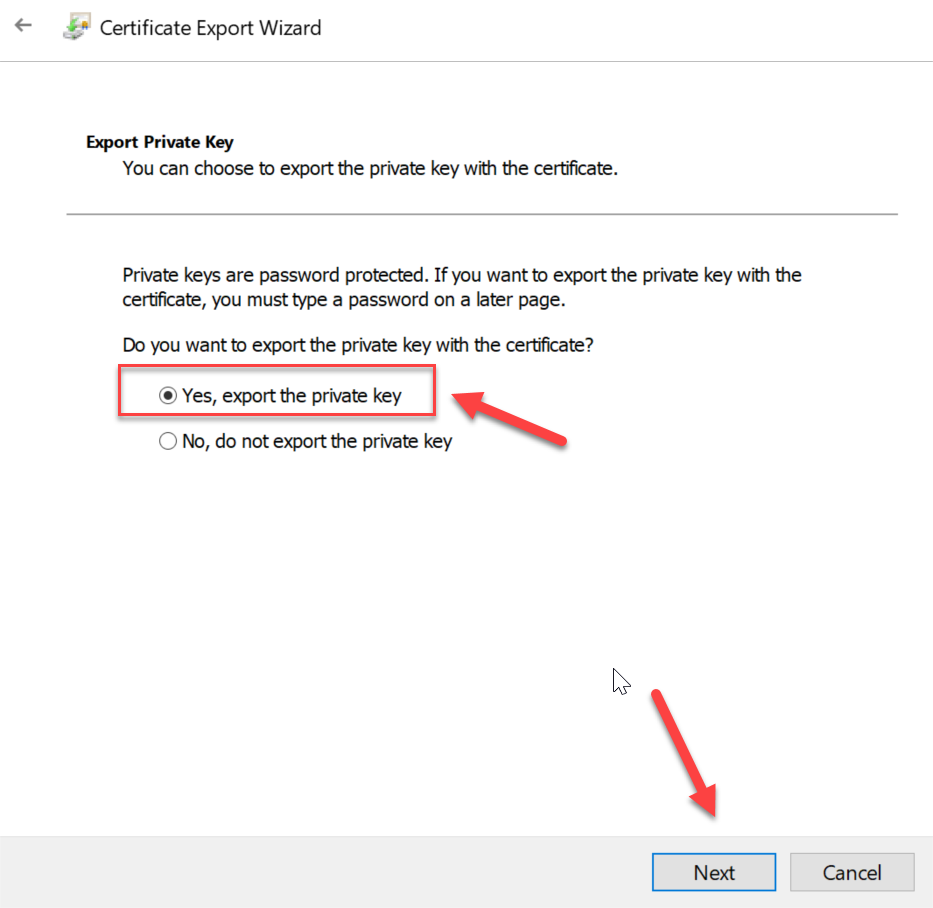 Certificate Export Wizard
Export Private Key
You can choose to export the private key with the certificate.
Private keys are password protected. If you want to export the private key with the
certificate, you must type a password on a later page.
Do you want to export the private key with the certificate?
Yes, export the private key
No, do not export the private key
Next
Cancel